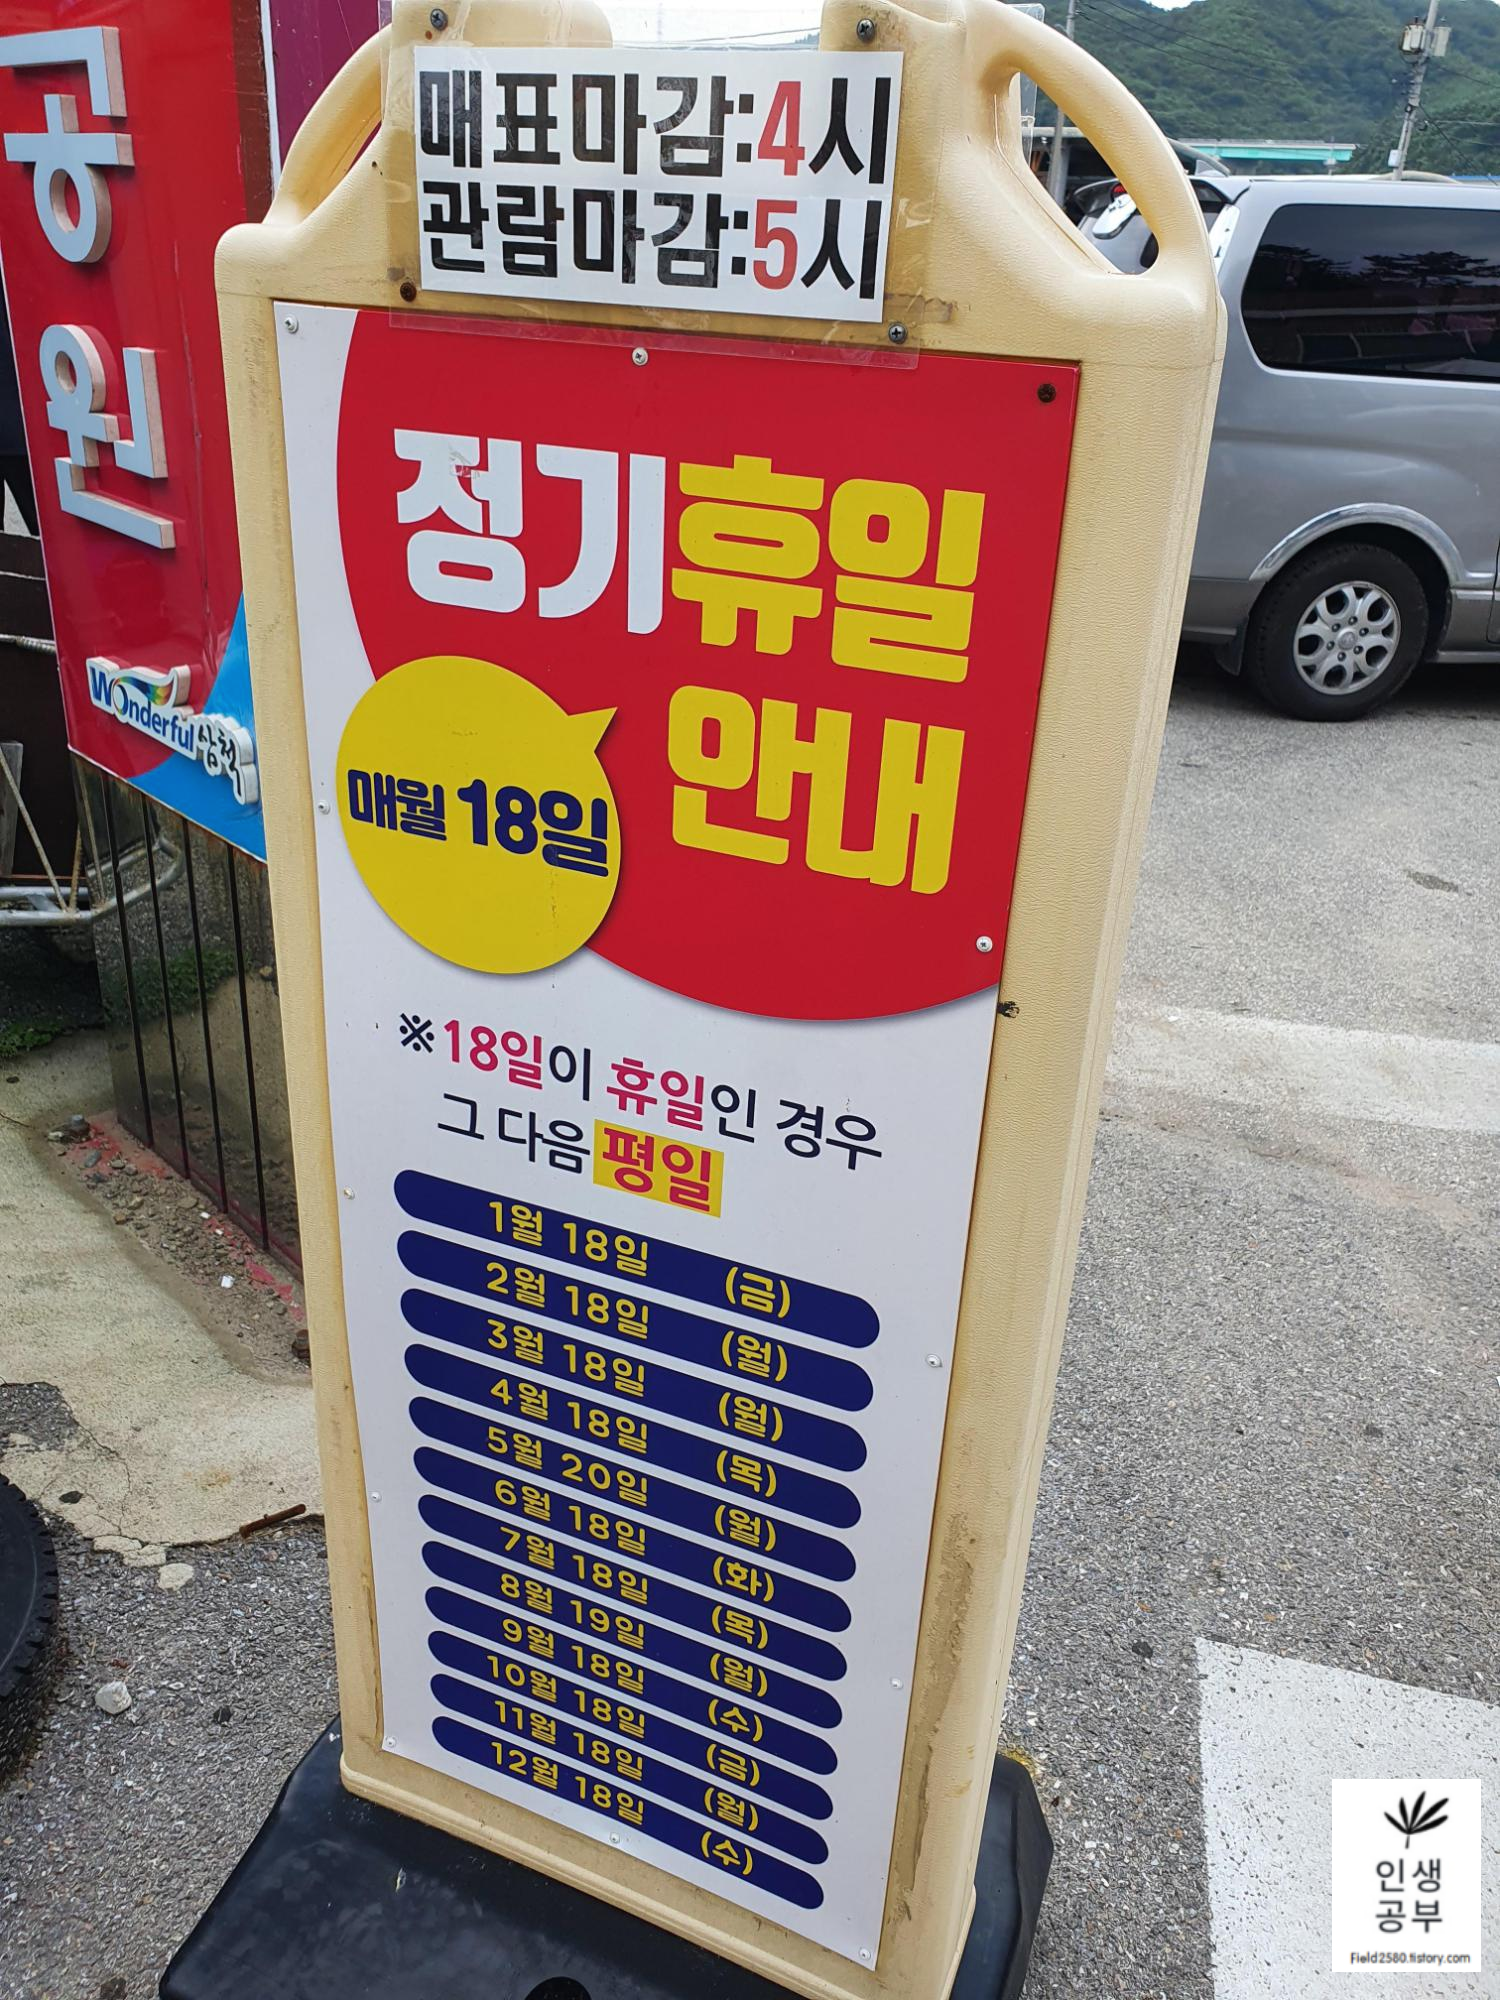 매표마감:4시
관람마감:5시
공원
Wonderful 삼척
정기휴일
안내
매월 18일
※18일이 휴일인 경우
그 다음 평일
1월 18일 (금)
2월 18일 (월)
3월 18일 (월)
4월 18일 (목)
5월 20일 (월)
6월 18일 (화)
7월 18일 (목)
8월 19일 (월)
9월 18일 (수)
10월 18일 (금)
11월 18일 (월)
12월 18일 (수)
인생
공부
Field2580.tistory.com